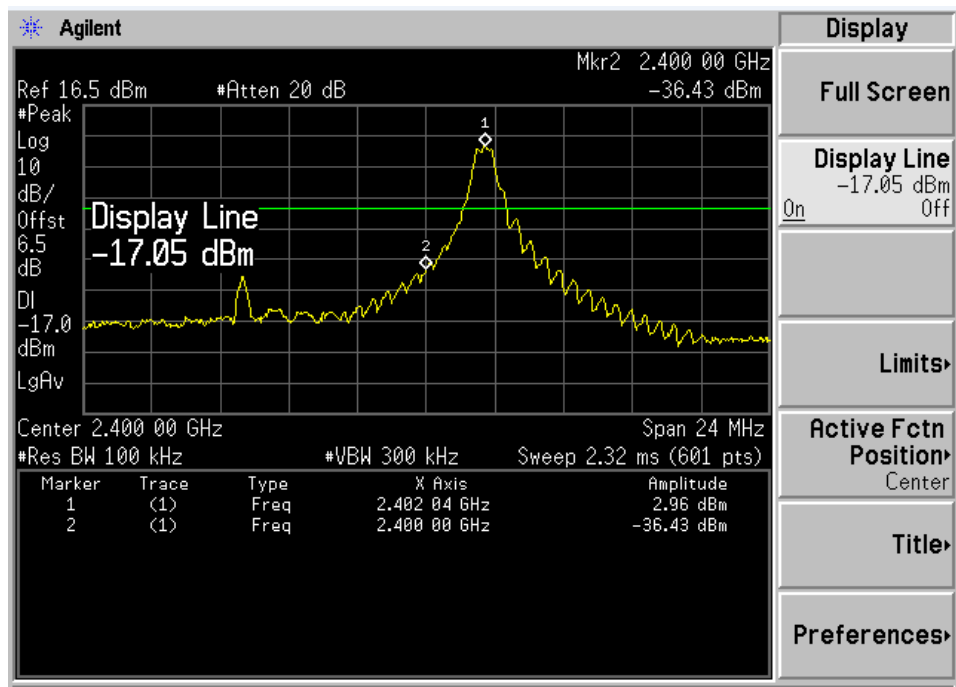 Agilent
Display
Mkr2 2.400 00 GHz
Ref 16.5 dBm #Atten 20 dB -36.43 dBm
#Peak
Log
10
dB/
Offst
6.5
dB
DI
-17.0
dBm
LgAv
1
2
Display Line
-17.05 dBm
Center 2.400 00 GHz Span 24 MHz
#Res BW 100 kHz #VBW 300 kHz Sweep 2.32 ms (601 pts)
Marker Trace Type X Axis Amplitude
1 (1) Freq 2.402 04 GHz 2.96 dBm
2 (1) Freq 2.400 00 GHz -36.43 dBm
Full Screen
Display Line
-17.05 dBm
On Off
Limits
Active Fctn
Position
Center
Title
Preferences